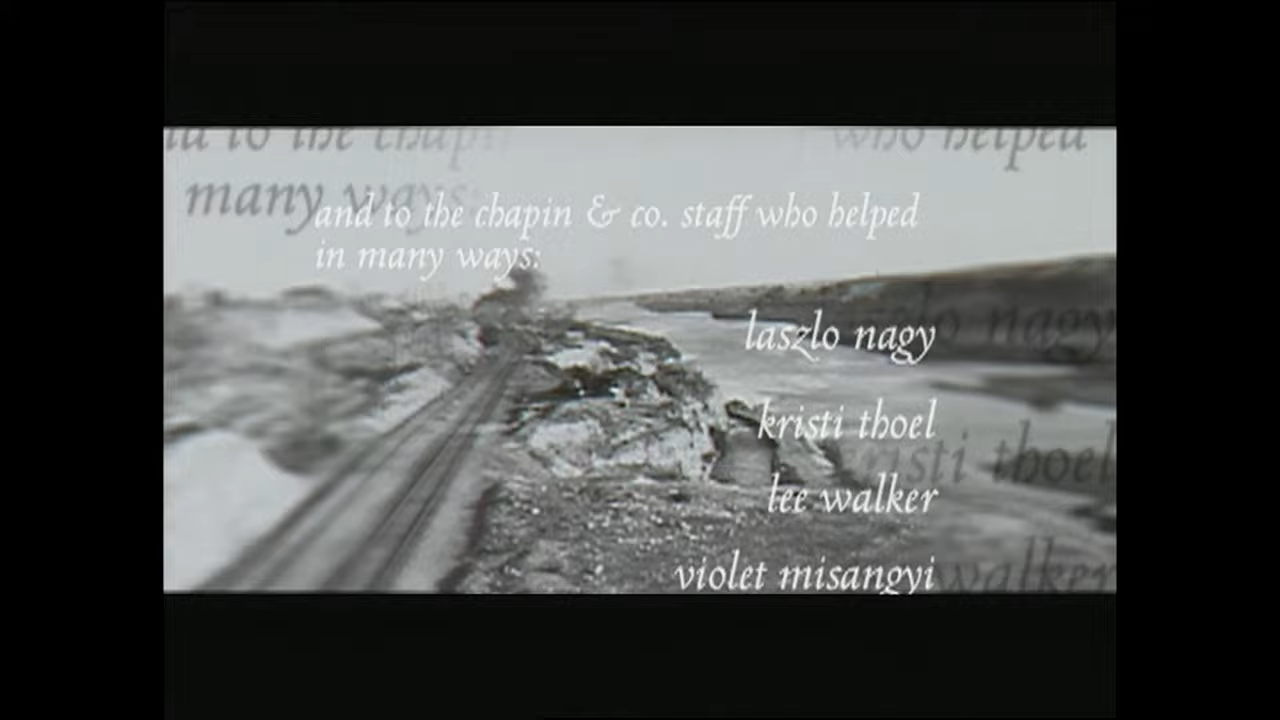 and to the chapin & co. staff who helped
in many ways:
laszlo nagy
kristi thoel
lee walker
violet misangyi